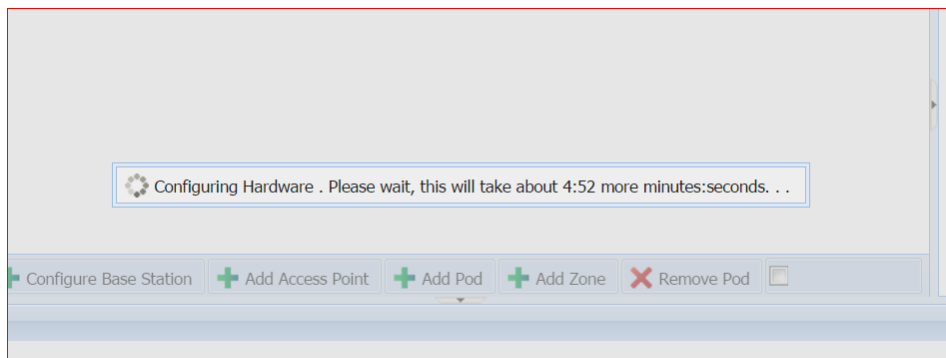 Configuring Hardware . Please wait, this will take about 4:52 more minutes:seconds. . .
Configure Base Station Add Access Point Add Pod Add Zone Remove Pod